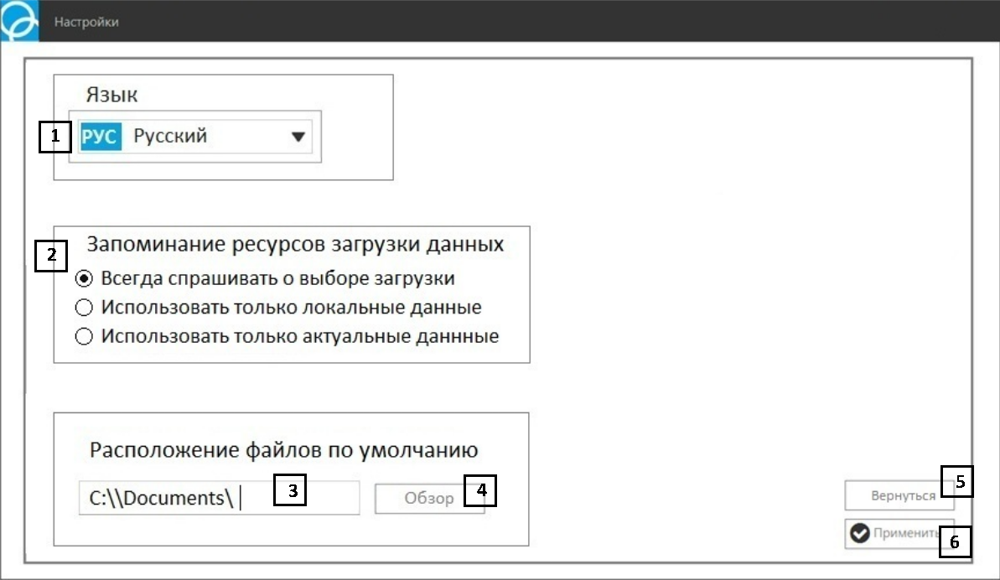 Настройки
Язык
1
РУС Русский
2
Запоминание ресурсов загрузки данных
Всегда спрашивать о выборе загрузки
Использовать только локальные данные
Использовать только актуальные даннные
Расположение файлов по умолчанию
C:\\Documents\
3
Обзор
4
Вернуться
5
Применить
6